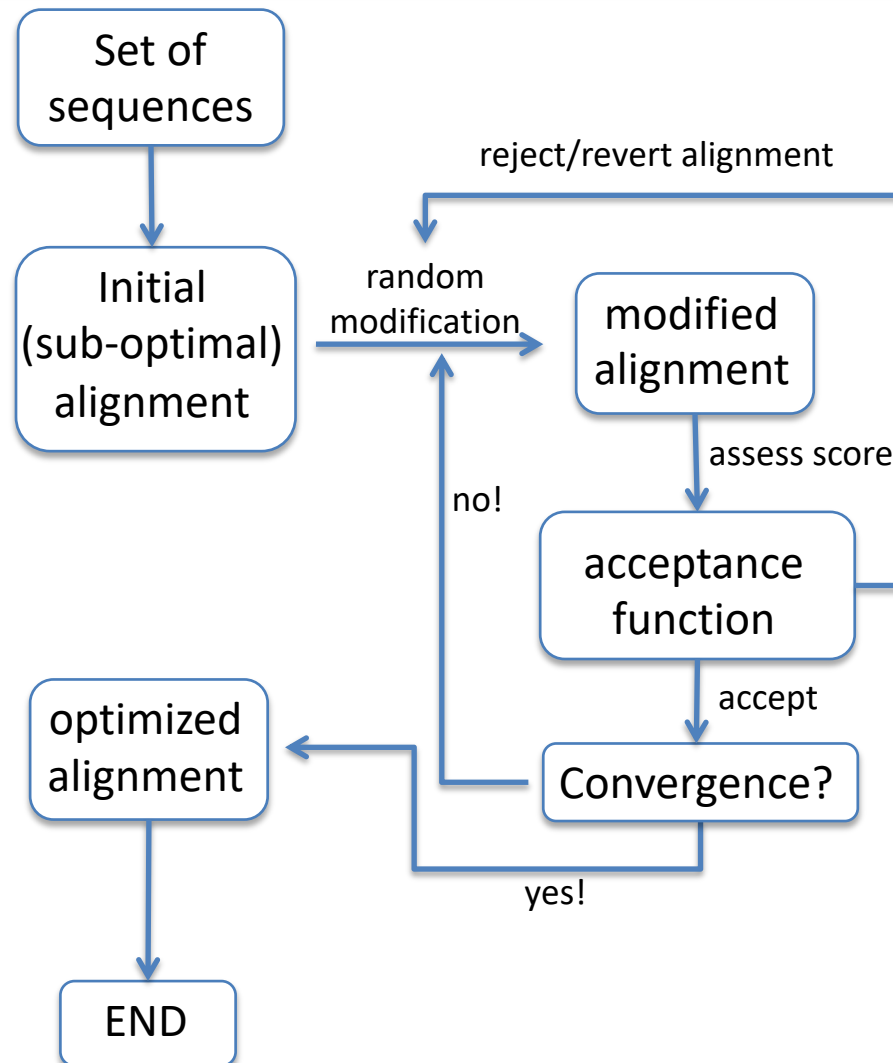 Set of
sequences
reject/revert alignment
Initial
(sub-optimal)
alignment
random
modification
modified
alignment
assess score
no!
acceptance
function
accept
optimized
alignment
Convergence?
yes!
END